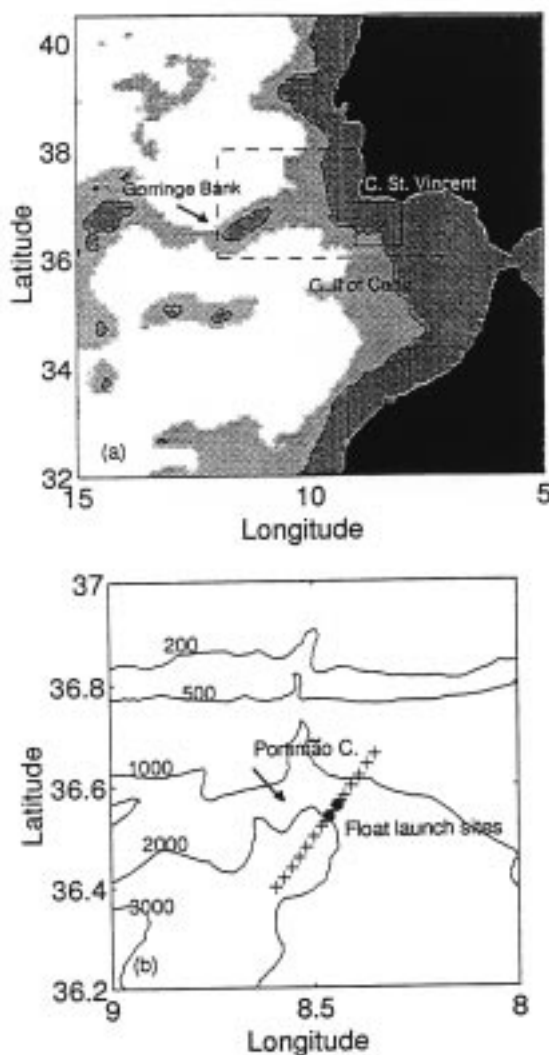 40
38
36
34
32
Latitude
Gorringe Bank
C. St. Vincent
Gulf of Cadiz
(a)
15
10
5
Longitude
37
36.8
36.6
36.4
36.2
Latitude
200
500
1000
2000
3000
Portimão C.
Float launch sites
(b)
9
8.5
8
Longitude